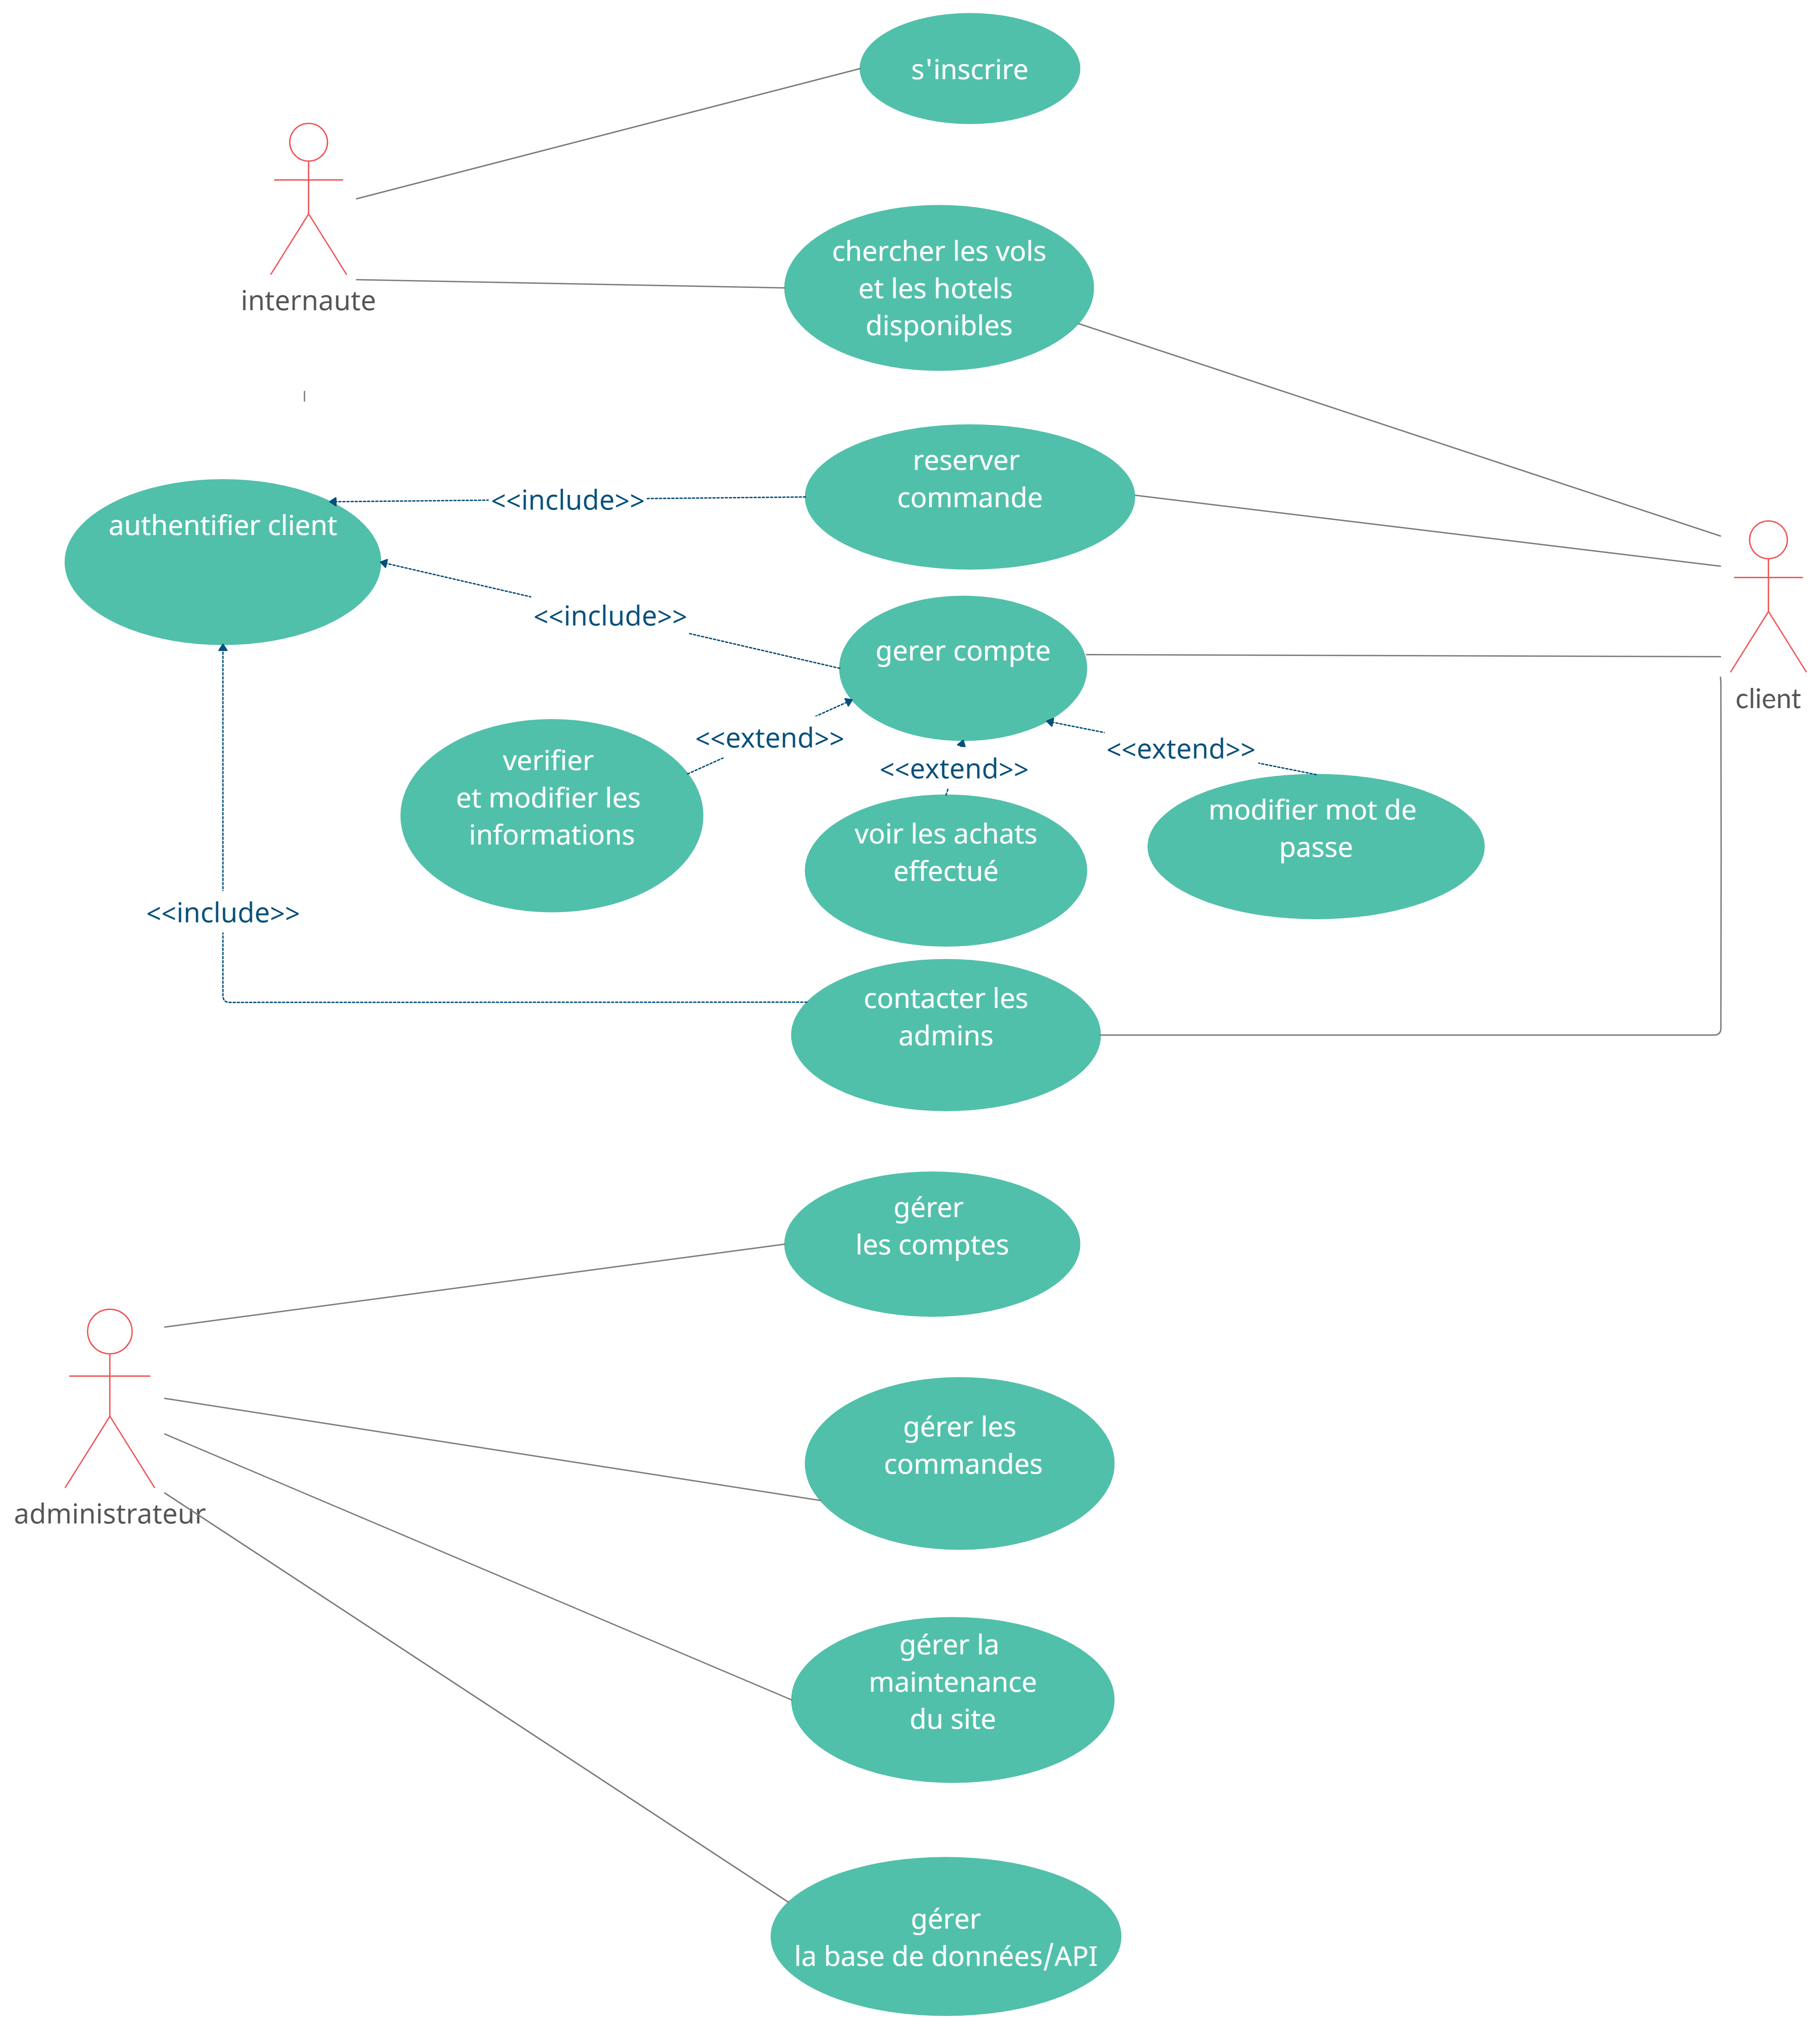 s'inscrire
internaute
chercher les vols
et les hotels
disponibles
reserver
commande
<<include>>
authentifier client
<<include>>
gerer compte
client
<<extend>>
<<extend>>
<<extend>>
verifier
et modifier les
informations
voir les achats
effectué
modifier mot de
passe
<<include>>
contacter les
admins
gérer
les comptes
administrateur
gérer les
commandes
gérer la
maintenance
du site
gérer
la base de données/API